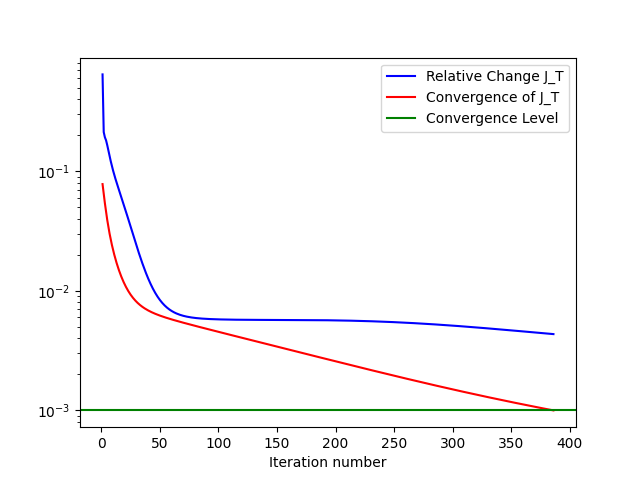 Relative Change J_T
Convergence of J_T
Convergence Level
10⁻¹
10⁻²
10⁻³
0 50 100 150 200 250 300 350 400
Iteration number